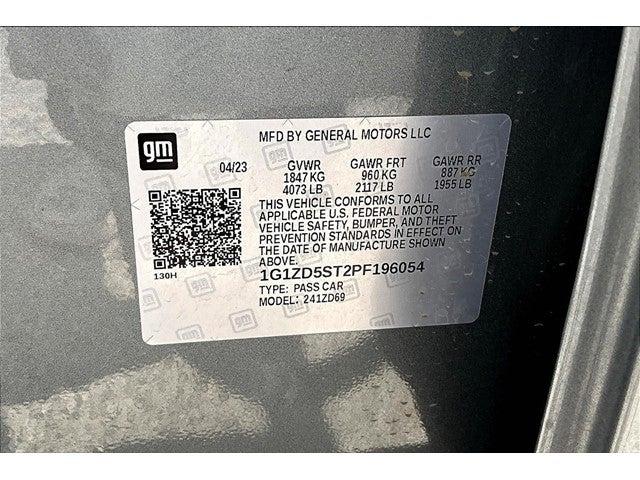 gm
MFD BY GENERAL MOTORS LLC
04/23 GVWR GAWR FRT GAWR RR
1847 KG 960 KG 887 KG
4073 LB 2117 LB 1955 LB
THIS VEHICLE CONFORMS TO ALL
APPLICABLE U.S. FEDERAL MOTOR
VEHICLE SAFETY, BUMPER, AND THEFT
PREVENTION STANDARDS IN EFFECT ON
THE DATE OF MANUFACTURE SHOWN
ABOVE.
130H
1G1ZD5ST2PF196054
TYPE: PASS CAR
MODEL: 241ZD69